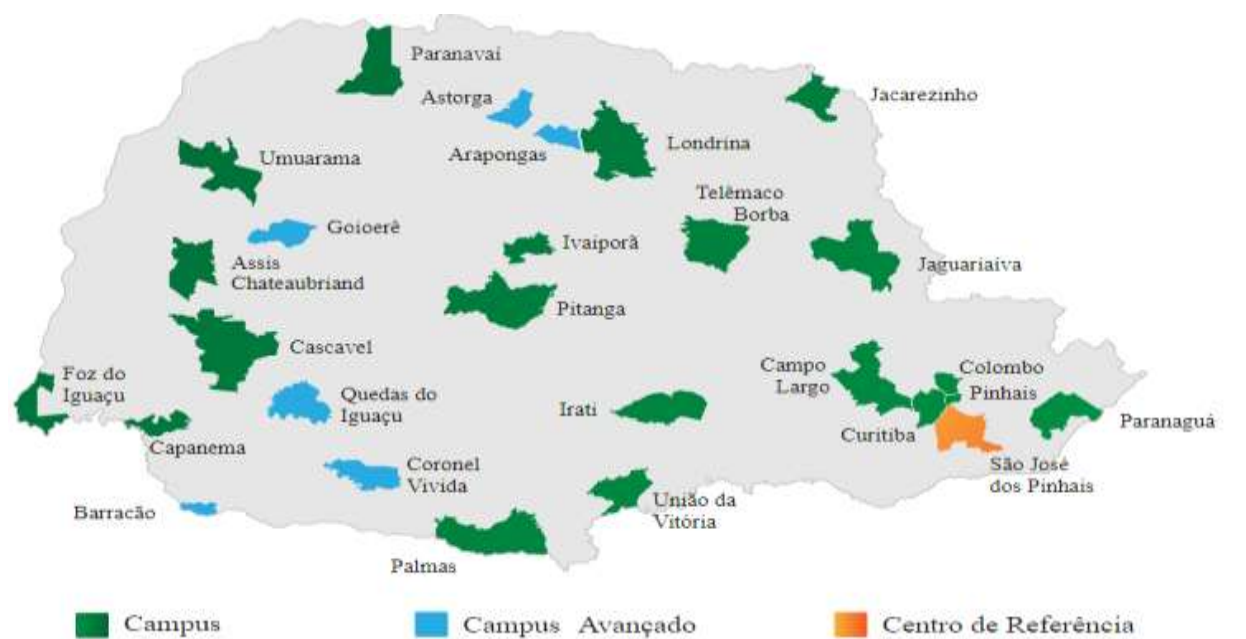 Paranavaí
Astorga
Jacarezinho
Arapongas
Londrina
Umuarama
Telêmaco
Borba
Goioerê
Ivaiporã
Assis
Chateaubriand
Jaguariaiva
Pitanga
Cascavel
Foz do
Iguaçu
Quedas do
Iguaçu
Campo
Largo
Colombo
Pinhais
Irati
Curitiba
Paranaguá
Capanema
Coronel
Vivida
São José
dos Pinhais
Barracão
União da
Vitória
Palmas
Campus
Campus Avançado
Centro de Referência